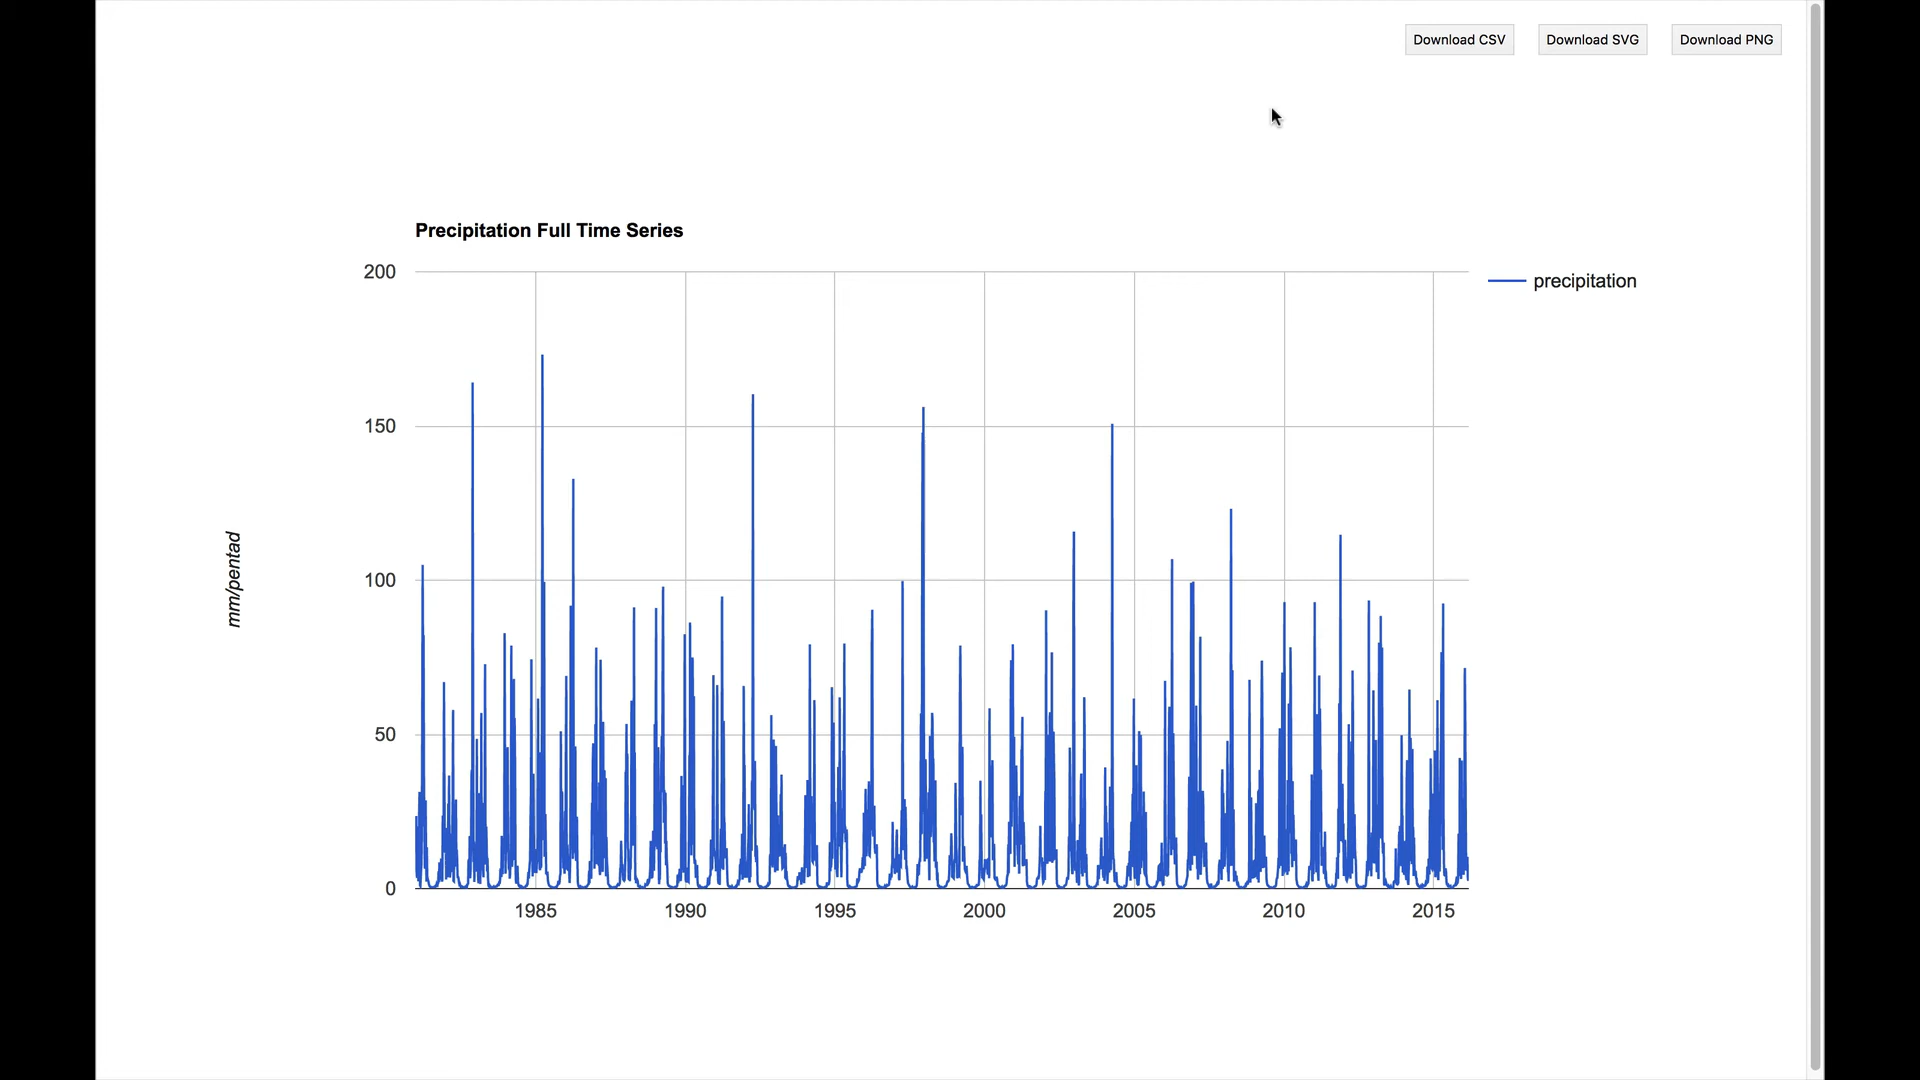 Download CSV Download SVG Download PNG
Precipitation Full Time Series
200
precipitation
150
100
mm/pentad
50
0
1985 1990 1995 2000 2005 2010 2015